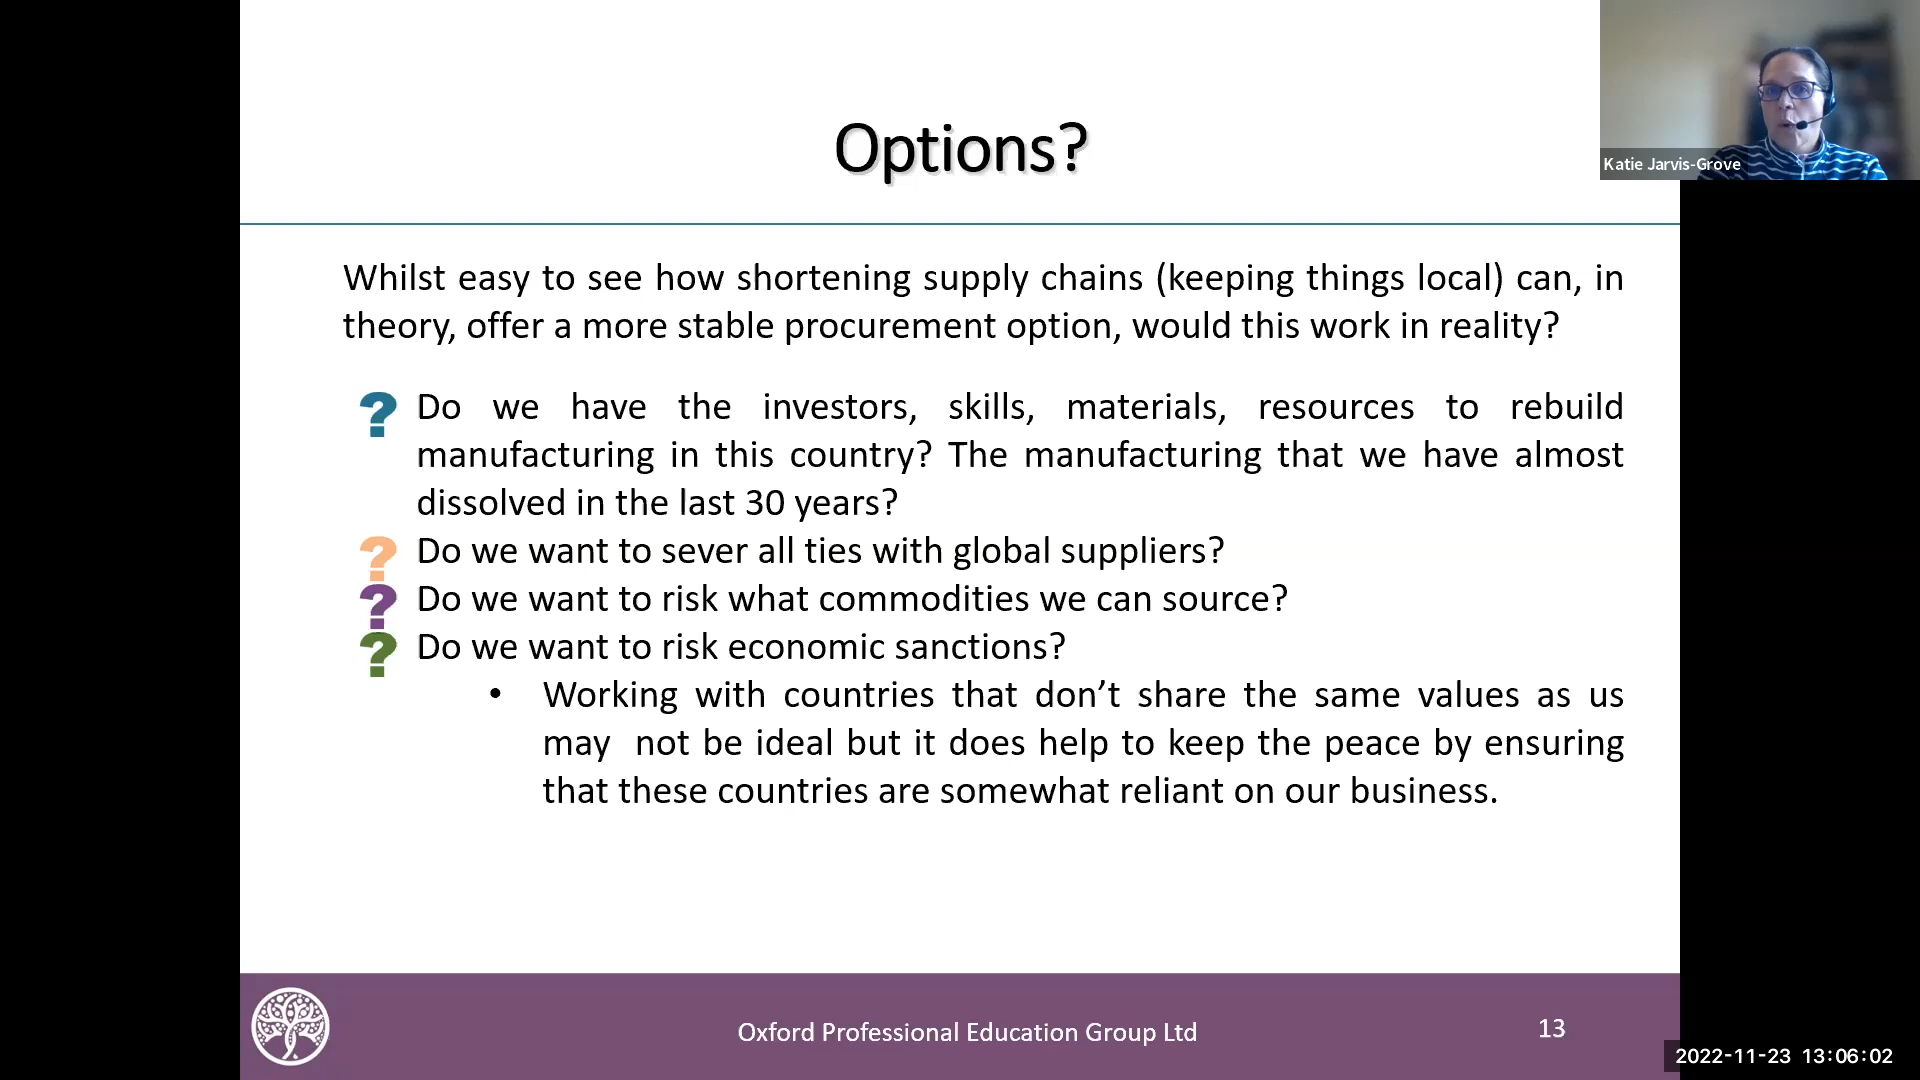 Options?
Katie Jarvis-Grove
Whilst easy to see how shortening supply chains (keeping things local) can, in
theory, offer a more stable procurement option, would this work in reality?
? Do we have the investors, skills, materials, resources to rebuild
manufacturing in this country? The manufacturing that we have almost
dissolved in the last 30 years?
? Do we want to sever all ties with global suppliers?
? Do we want to risk what commodities we can source?
? Do we want to risk economic sanctions?
• Working with countries that don’t share the same values as us
may not be ideal but it does help to keep the peace by ensuring
that these countries are somewhat reliant on our business.
Oxford Professional Education Group Ltd
13
2022-11-23 13:06:02